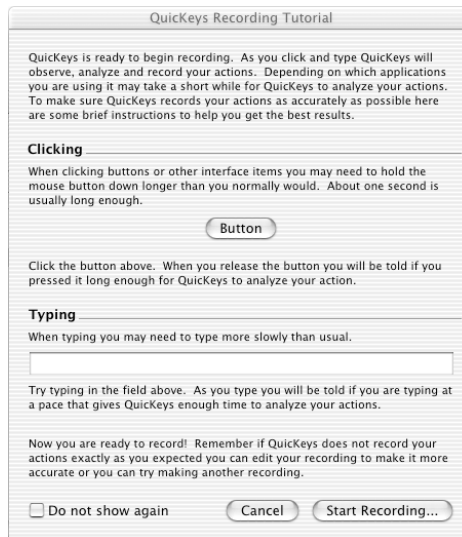 QuicKeys Recording Tutorial
QuicKeys is ready to begin recording. As you click and type QuicKeys will
observe, analyze and record your actions. Depending on which applications
you are using it may take a short while for QuicKeys to analyze your actions.
To make sure QuicKeys records your actions as accurately as possible here
are some brief instructions to help you get the best results.
Clicking
When clicking buttons or other interface items you may need to hold the
mouse button down longer than you normally would. About one second is
usually long enough.
Button
Click the button above. When you release the button you will be told if you
pressed it long enough for QuicKeys to analyze your action.
Typing
When typing you may need to type more slowly than usual.
Try typing in the field above. As you type you will be told if you are typing at
a pace that gives QuicKeys enough time to analyze your actions.
Now you are ready to record! Remember if QuicKeys does not record your
actions exactly as you expected you can edit your recording to make it more
accurate or you can try making another recording.
Do not show again
Cancel
Start Recording...